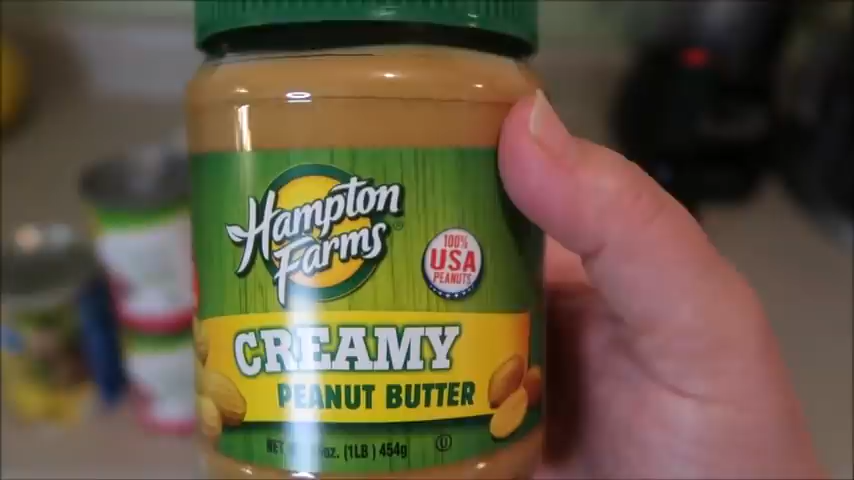 Hampton
Farms®
100%
USA
PEANUTS
CREAMY
PEANUT BUTTER
NET oz. (1LB) 454g Ⓤ